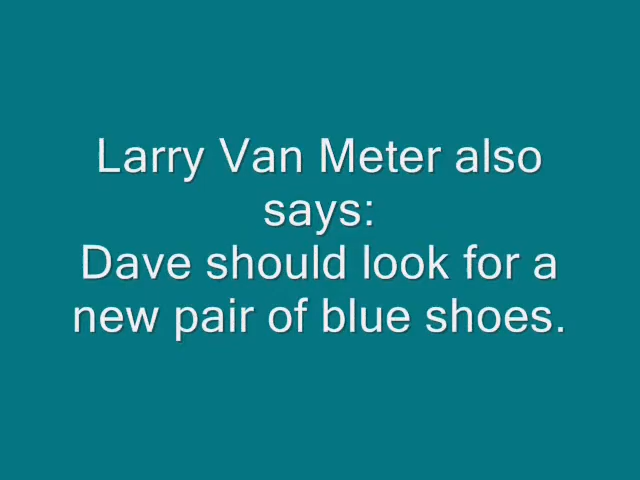 Larry Van Meter also
says:
Dave should look for a
new pair of blue shoes.